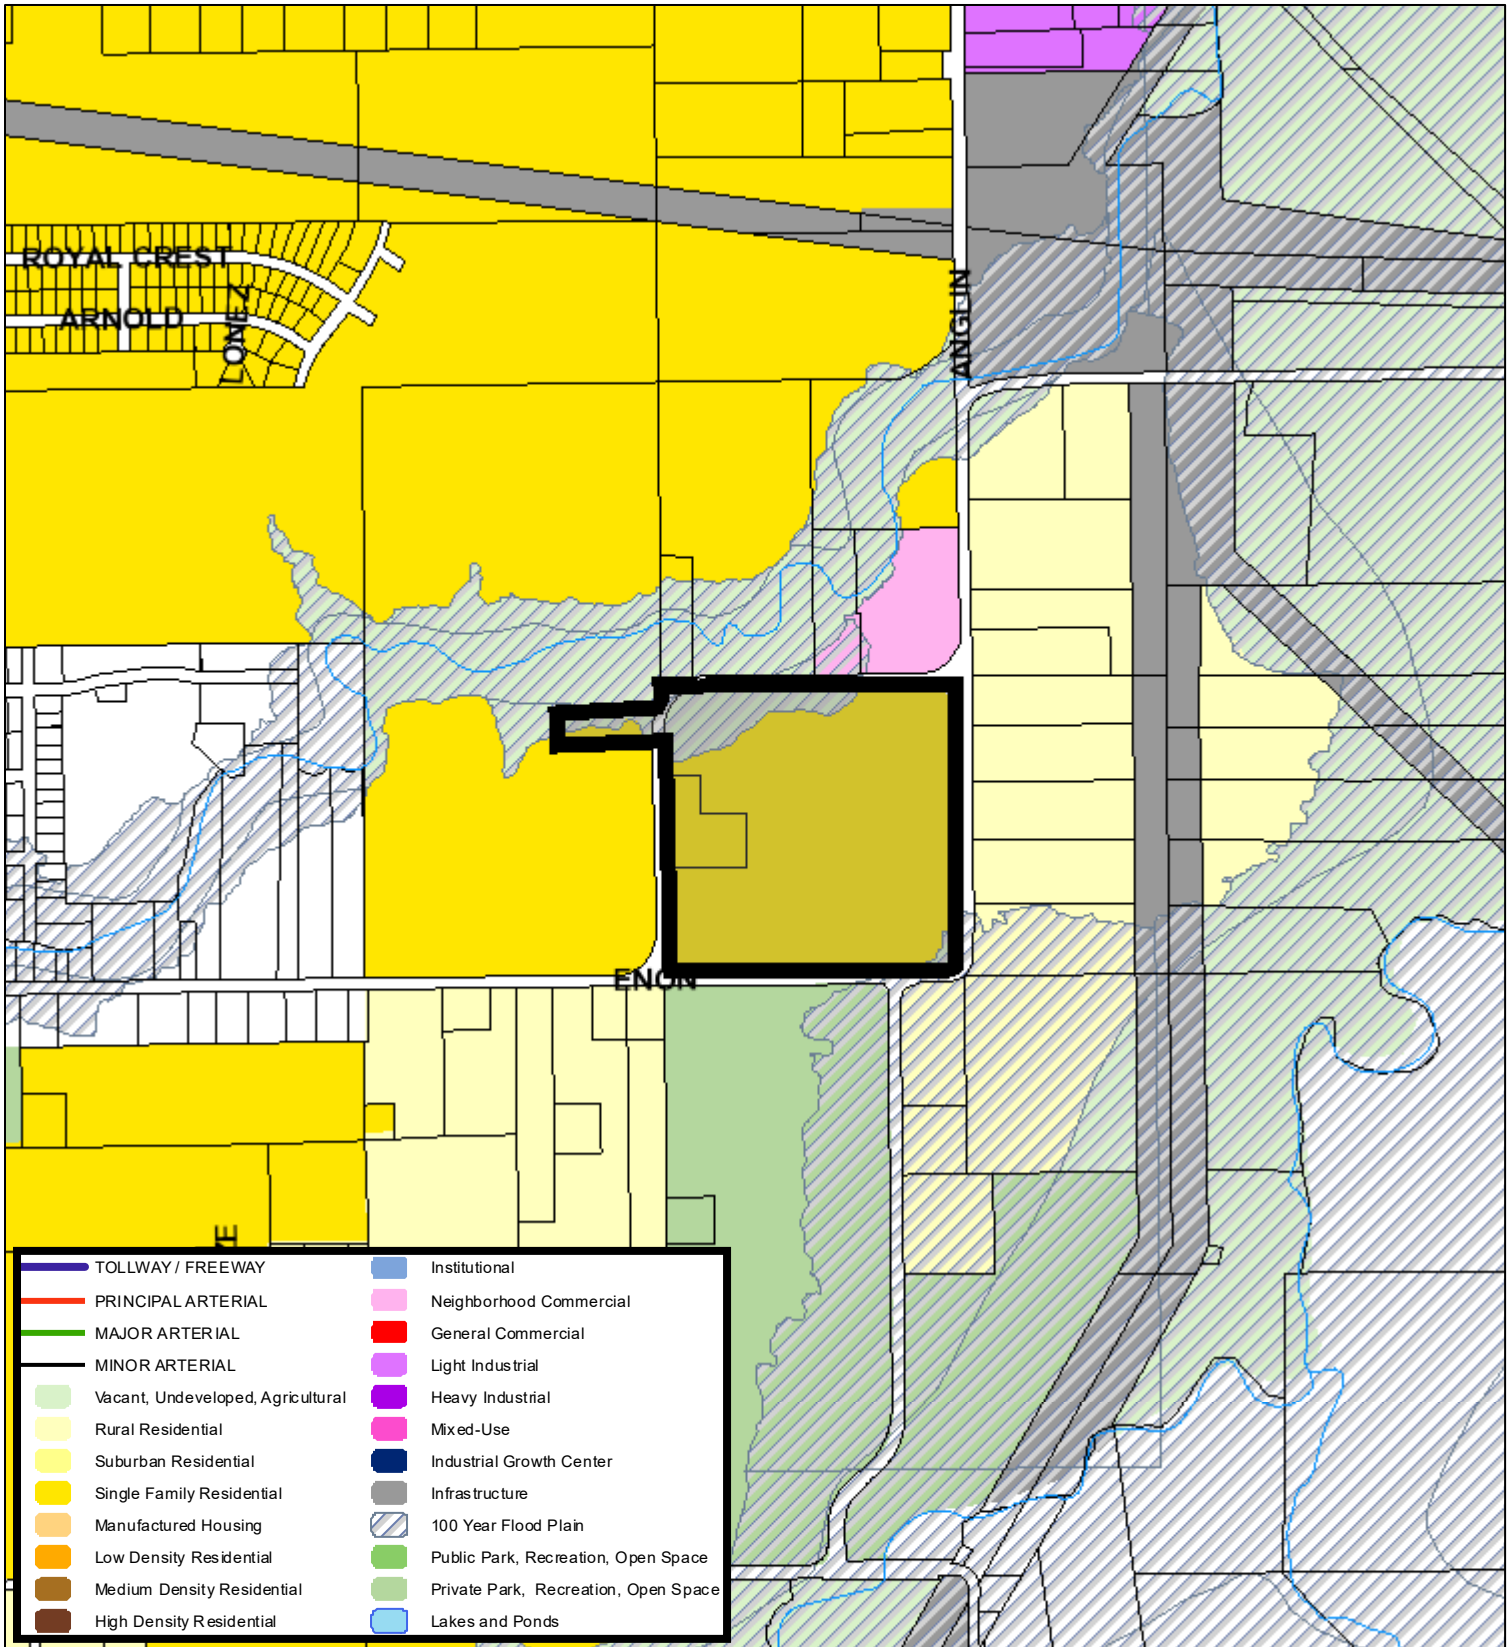 ROYAL CREST
ARNOLD
LONEZ
ANGLIN
ENON
TOLLWAY / FREEWAY
PRINCIPAL ARTERIAL
MAJOR ARTERIAL
MINOR ARTERIAL
Vacant, Undeveloped, Agricultural
Rural Residential
Suburban Residential
Single Family Residential
Manufactured Housing
Low Density Residential
Medium Density Residential
High Density Residential
Institutional
Neighborhood Commercial
General Commercial
Light Industrial
Heavy Industrial
Mixed-Use
Industrial Growth Center
Infrastructure
100 Year Flood Plain
Public Park, Recreation, Open Space
Private Park, Recreation, Open Space
Lakes and Ponds